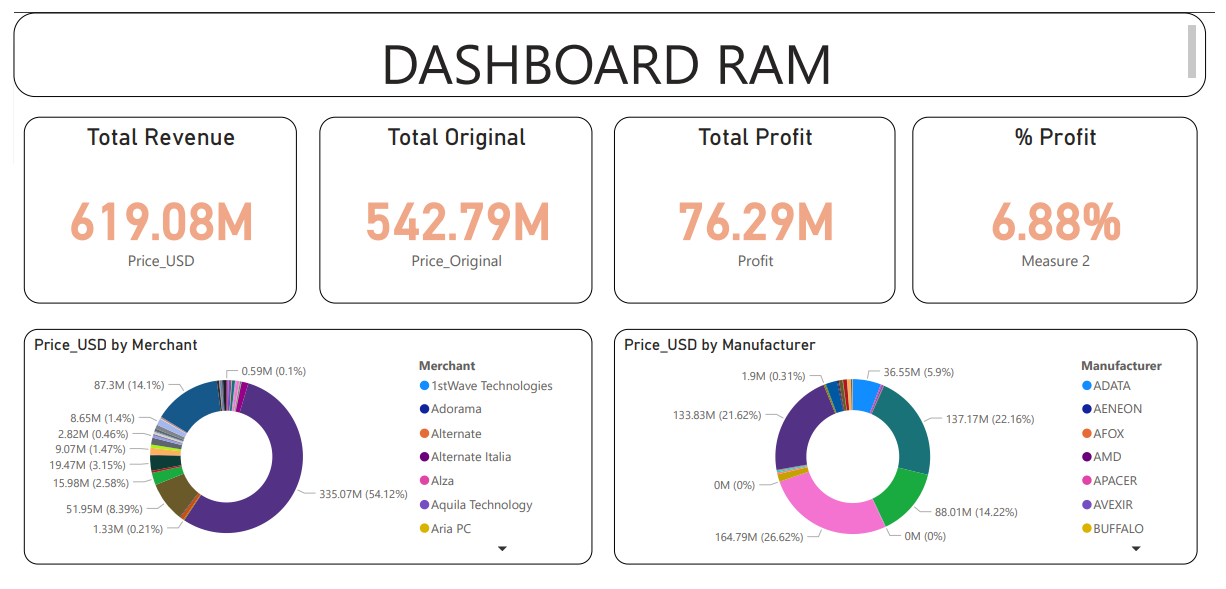 DASHBOARD RAM
Total Revenue
619.08M
Price_USD
Total Original
542.79M
Price_Original
Total Profit
76.29M
Profit
% Profit
6.88%
Measure 2
Price_USD by Merchant
0.59M (0.1%)
87.3M (14.1%)
8.65M (1.4%)
2.82M (0.46%)
9.07M (1.47%)
19.47M (3.15%)
15.98M (2.58%)
51.95M (8.39%)
1.33M (0.21%)
335.07M (54.12%)
Merchant
1stWave Technologies
Adorama
Alternate
Alternate Italia
Alza
Aquila Technology
Aria PC
Price_USD by Manufacturer
1.9M (0.31%)
36.55M (5.9%)
133.83M (21.62%)
137.17M (22.16%)
0M (0%)
88.01M (14.22%)
164.79M (26.62%)
0M (0%)
Manufacturer
ADATA
AENEON
AFOX
AMD
APACER
AVEXIR
BUFFALO